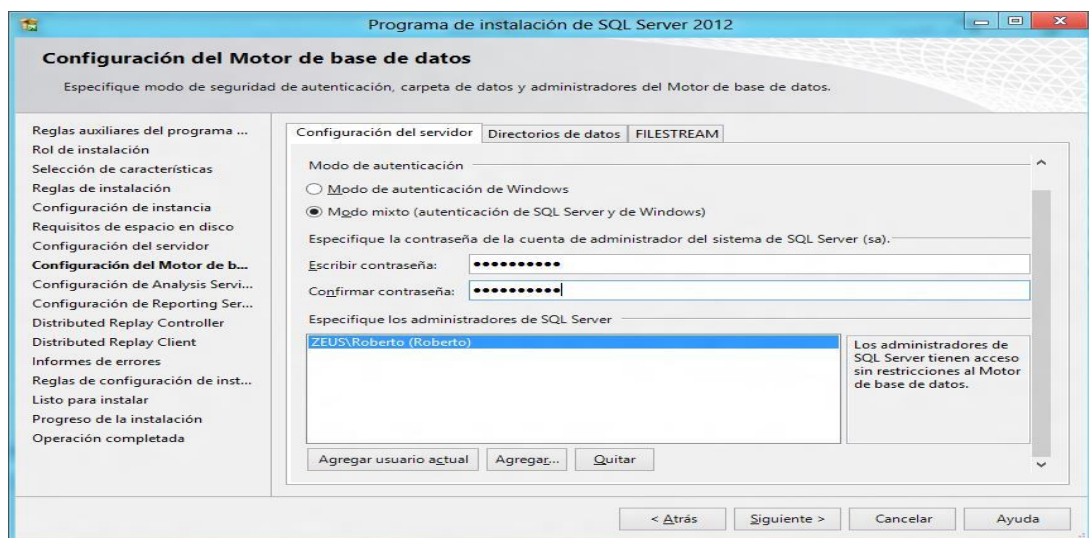 Programa de instalación de SQL Server 2012
Configuración del Motor de base de datos
Especifique modo de seguridad de autenticación, carpeta de datos y administradores del Motor de base de datos.
Reglas auxiliares del programa ...
Rol de instalación
Selección de características
Reglas de instalación
Configuración de instancia
Requisitos de espacio en disco
Configuración del servidor
Configuración del Motor de b...
Configuración de Analysis Servi...
Configuración de Reporting Ser...
Distributed Replay Controller
Distributed Replay Client
Informes de errores
Reglas de configuración de inst...
Listo para instalar
Progreso de la instalación
Operación completada
Configuración del servidor Directorios de datos FILESTREAM
Modo de autenticación
Modo de autenticación de Windows
Modo mixto (autenticación de SQL Server y de Windows)
Especifique la contraseña de la cuenta de administrador del sistema de SQL Server (sa).
Escribir contraseña: ●●●●●●●●●●
Confirmar contraseña: ●●●●●●●●●●
Especifique los administradores de SQL Server
ZEUS\Roberto (Roberto)
Los administradores de
SQL Server tienen acceso
sin restricciones al Motor
de base de datos.
Agregar usuario actual Agregar... Quitar
< Atrás Siguiente > Cancelar Ayuda